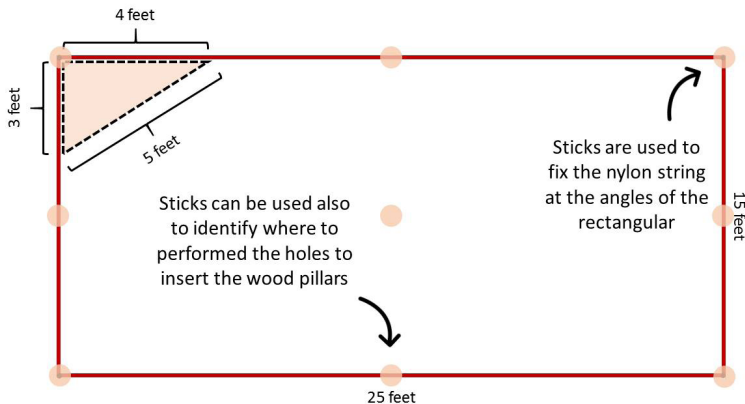 4 feet
3 feet
5 feet
Sticks are used to
fix the nylon string
at the angles of the
rectangular
Sticks can be used also
to identify where to
performed the holes to
insert the wood pillars
15 feet
25 feet